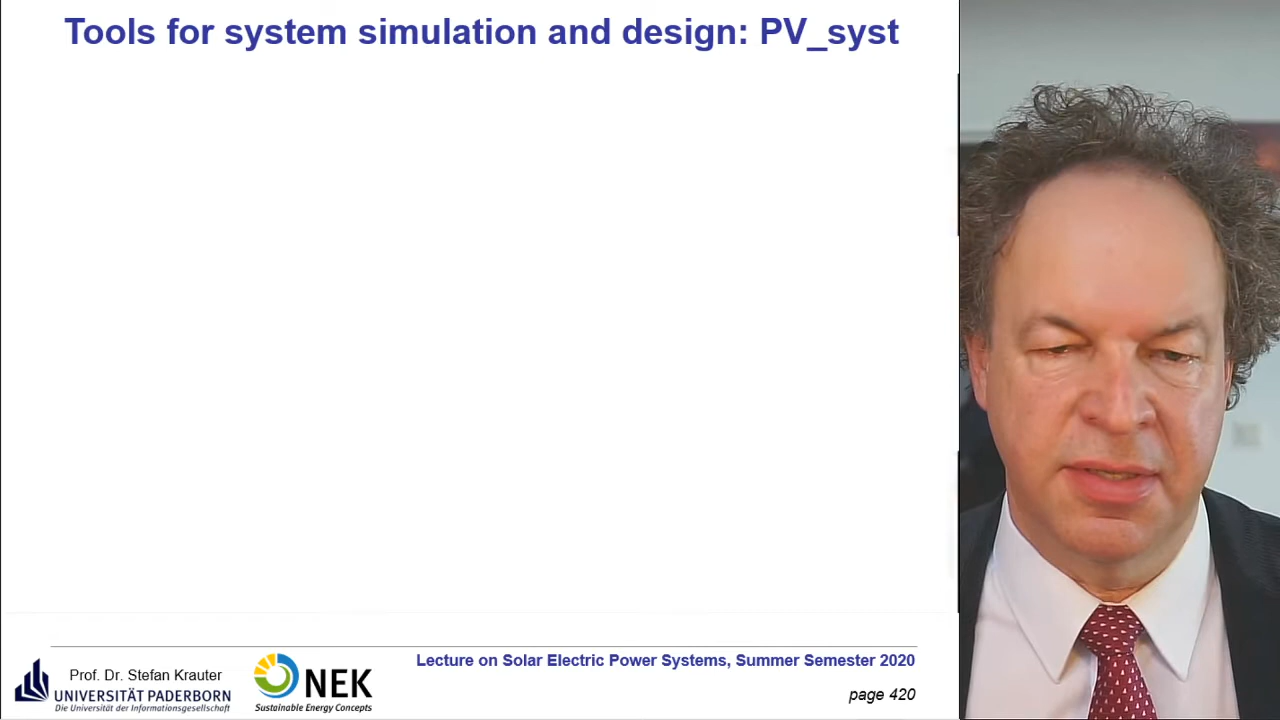 Tools for system simulation and design: PV_syst
Prof. Dr. Stefan Krauter
UNIVERSITÄT PADERBORN
Die Universität der Informationsgesellschaft
NEK
Sustainable Energy Concepts
Lecture on Solar Electric Power Systems, Summer Semester 2020
page 420